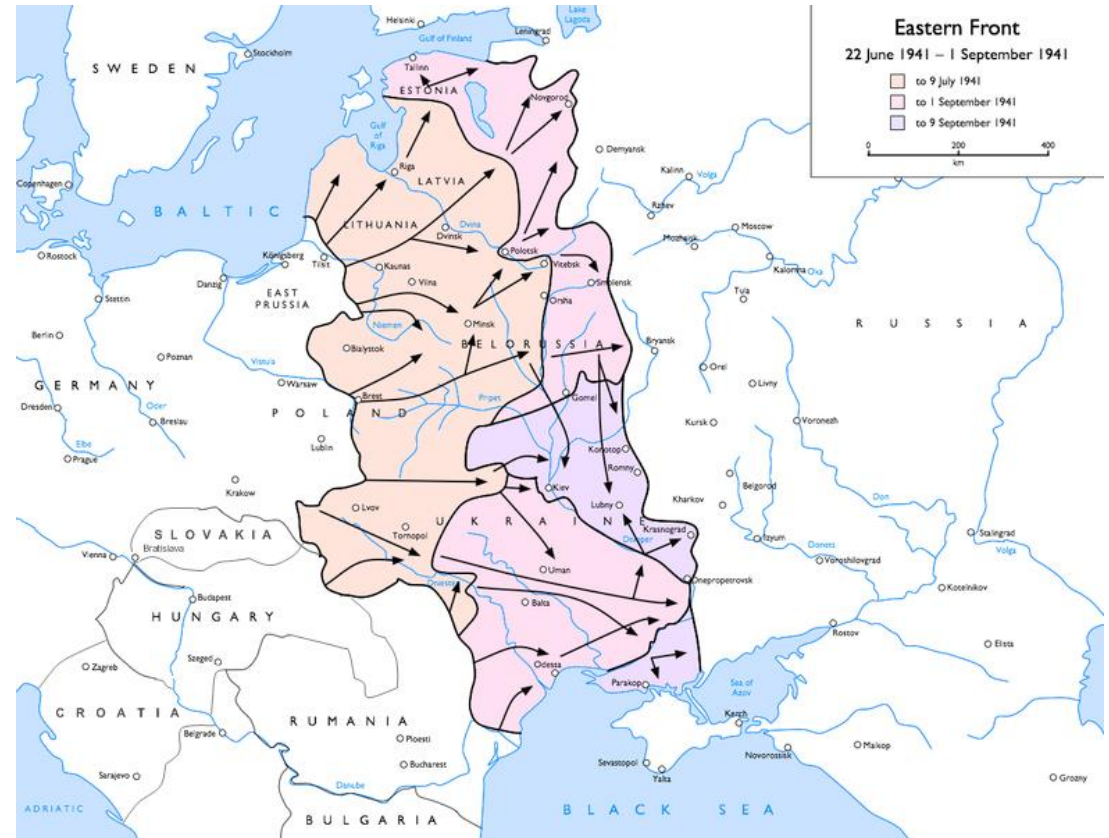 Eastern Front
22 June 1941 – 1 September 1941
to 9 July 1941
to 1 September 1941
to 9 September 1941
0 200 400
km
Helsinki
Lake
Lagoda
Leningrad
Gulf of Finland
Stockholm
SWEDEN
Tallinn
ESTONIA
Novgorod
Gulf
of
Riga
Demyansk
Riga
Kalinn
Volga
LATVIA
Copenhagen
Rzhev
BALTIC
LITHUANIA
Dvina
Dvinsk
Moscow
Mozhaisk
Rostock
Königsberg
Tilsit
Polotsk
Kaunas
Vitebsk
Kalomna
Oka
Danzig
Vilna
Smolensk
EAST
PRUSSIA
Stettin
Orsha
Tula
Niemen
Minsk
RUSSIA
Berlin
Bialystok
BELORUSSIA
Bryansk
Poznan
Vistula
Orel
GERMANY
Warsaw
Livny
Dresden
Oder
Brest
Pripet
Gomel
POLAND
Breslau
Kursk
Voronezh
Elbe
Lublin
Prague
Konotop
Romny
Krakow
Kiev
Belgorod
Kharkov
Don
Lvov
Lubny
Tornopol
UKRAINE
SLOVAKIA
Krasnograd
Bratislava
Dnieper
Izyum
Donets
Stalingrad
Vienna
Volga
Voroshilovgrad
Uman
Dniester
Dnepropetrovsk
Kotelnikov
Budapest
Balta
HUNGARY
Rostov
Elista
Szeged
Zagreb
Odessa
Parakop
Sea of
Azov
CROATIA
RUMANIA
Kerch
Belgrade
Ploesti
Novorossisk
Maikop
Bucharest
Sevastopol
Yalta
Sarajevo
Grozny
Danube
ADRIATIC
BLACK SEA
BULGARIA